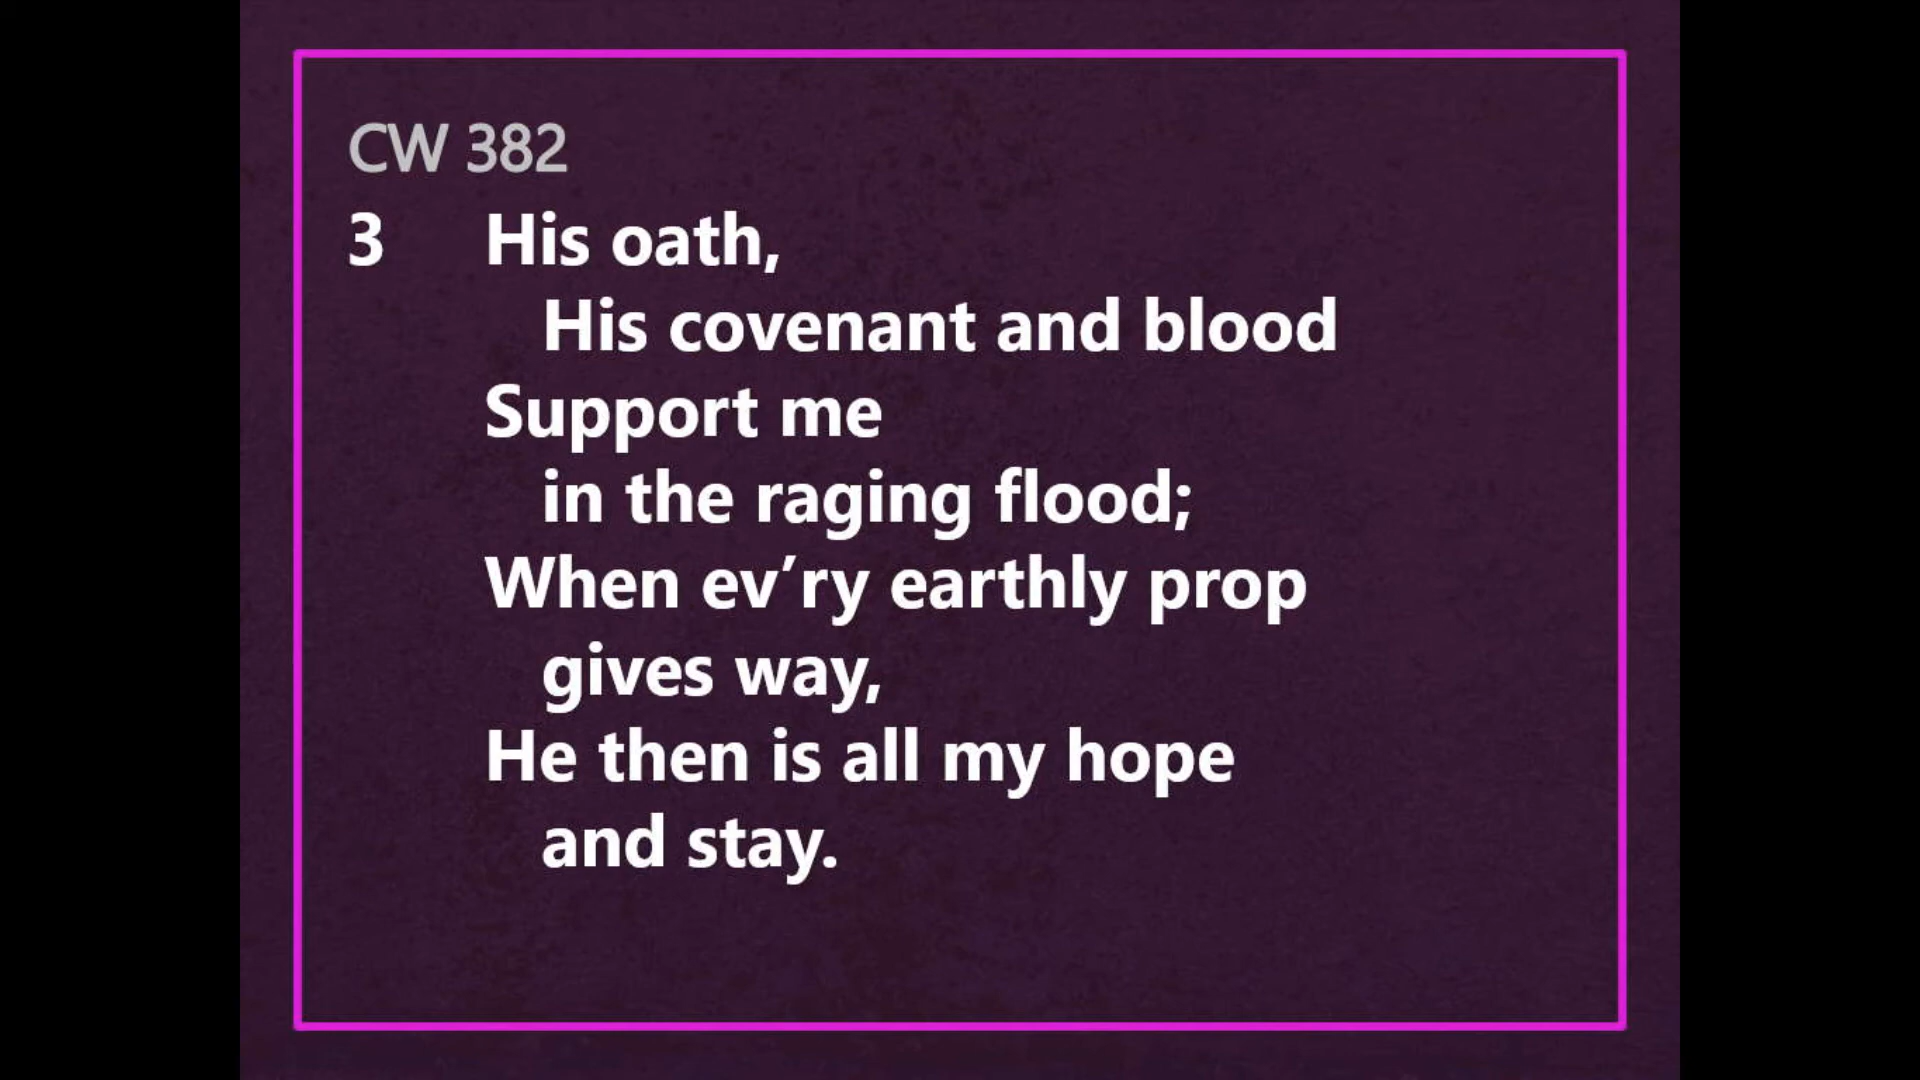 CW 382
3 His oath,
His covenant and blood
Support me
in the raging flood;
When ev’ry earthly prop
gives way,
He then is all my hope
and stay.